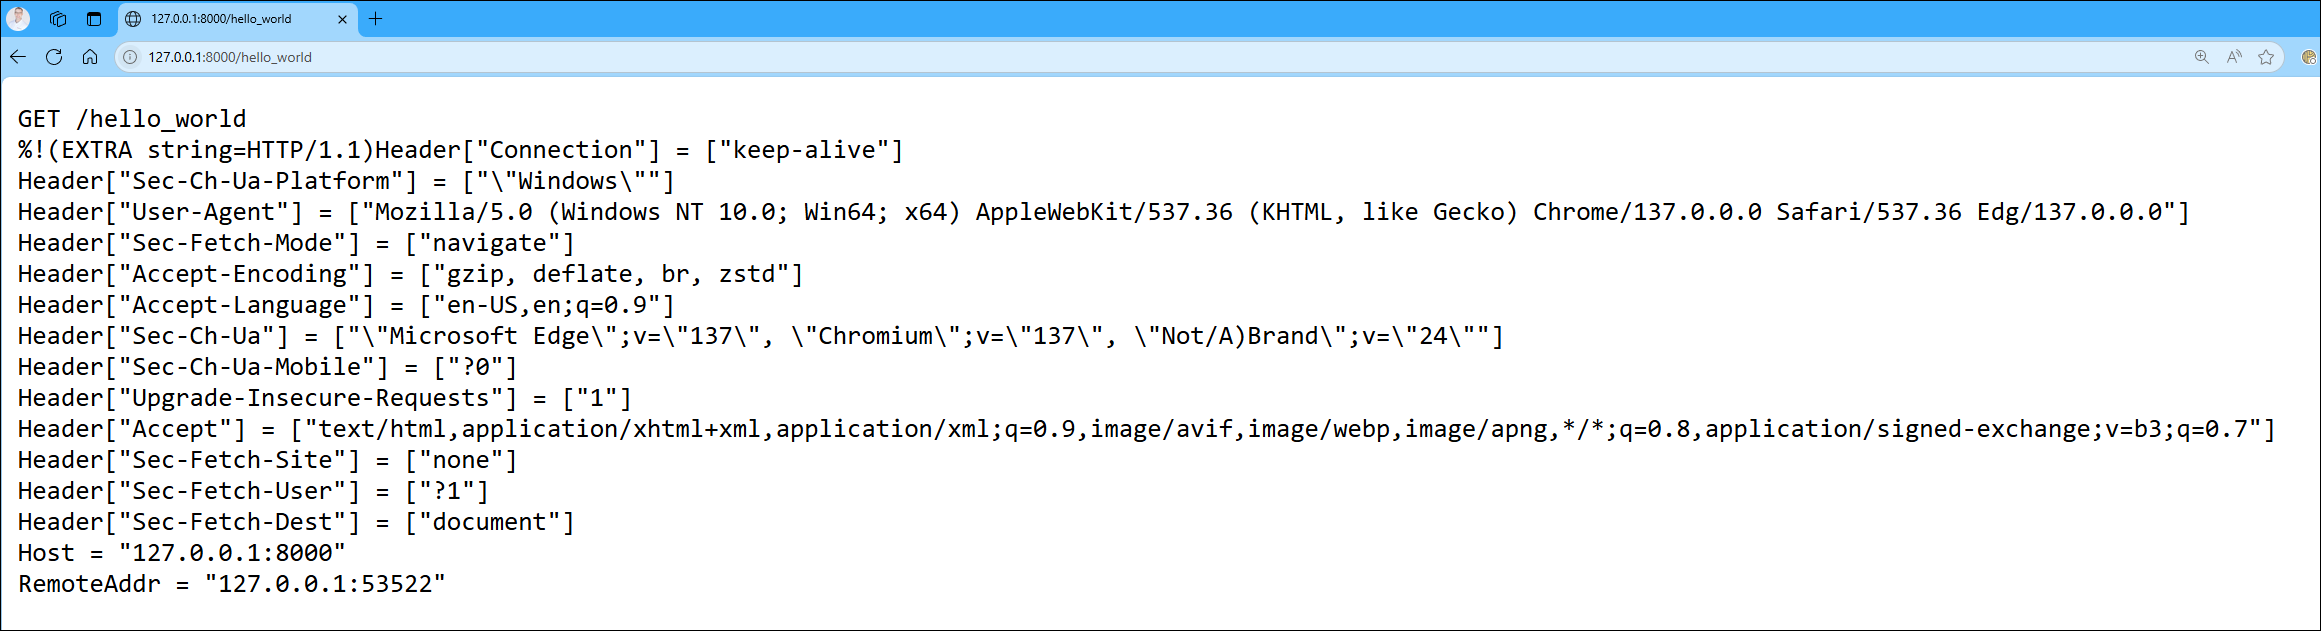 127.0.0.1:8000/hello_world
127.0.0.1:8000/hello_world
GET /hello_world
%!(EXTRA string=HTTP/1.1)Header["Connection"] = ["keep-alive"]
Header["Sec-Ch-Ua-Platform"] = ["\"Windows\""]
Header["User-Agent"] = ["Mozilla/5.0 (Windows NT 10.0; Win64; x64) AppleWebKit/537.36 (KHTML, like Gecko) Chrome/137.0.0.0 Safari/537.36 Edg/137.0.0.0"]
Header["Sec-Fetch-Mode"] = ["navigate"]
Header["Accept-Encoding"] = ["gzip, deflate, br, zstd"]
Header["Accept-Language"] = ["en-US,en;q=0.9"]
Header["Sec-Ch-Ua"] = ["\"Microsoft Edge\";v=\"137\", \"Chromium\";v=\"137\", \"Not/A)Brand\";v=\"24\""]
Header["Sec-Ch-Ua-Mobile"] = ["?0"]
Header["Upgrade-Insecure-Requests"] = ["1"]
Header["Accept"] = ["text/html,application/xhtml+xml,application/xml;q=0.9,image/avif,image/webp,image/apng,*/*;q=0.8,application/signed-exchange;v=b3;q=0.7"]
Header["Sec-Fetch-Site"] = ["none"]
Header["Sec-Fetch-User"] = ["?1"]
Header["Sec-Fetch-Dest"] = ["document"]
Host = "127.0.0.1:8000"
RemoteAddr = "127.0.0.1:53522"